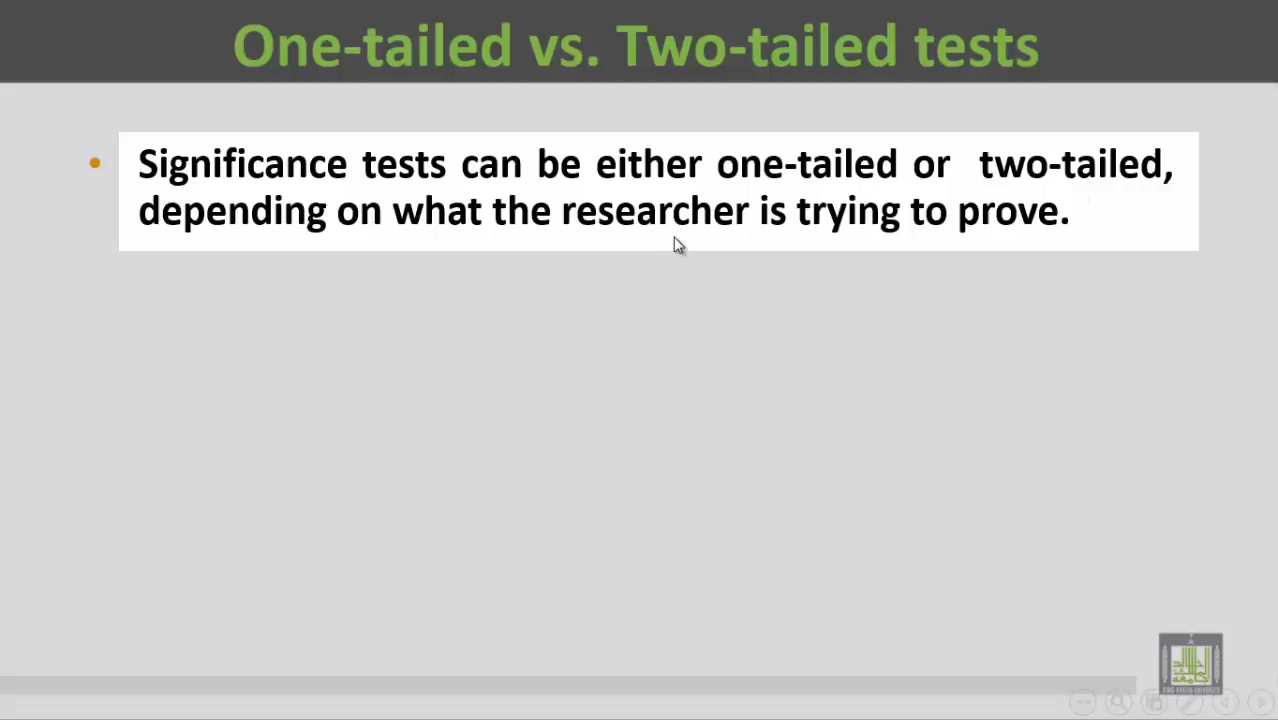 One-tailed vs. Two-tailed tests
• Significance tests can be either one-tailed or two-tailed,
depending on what the researcher is trying to prove.